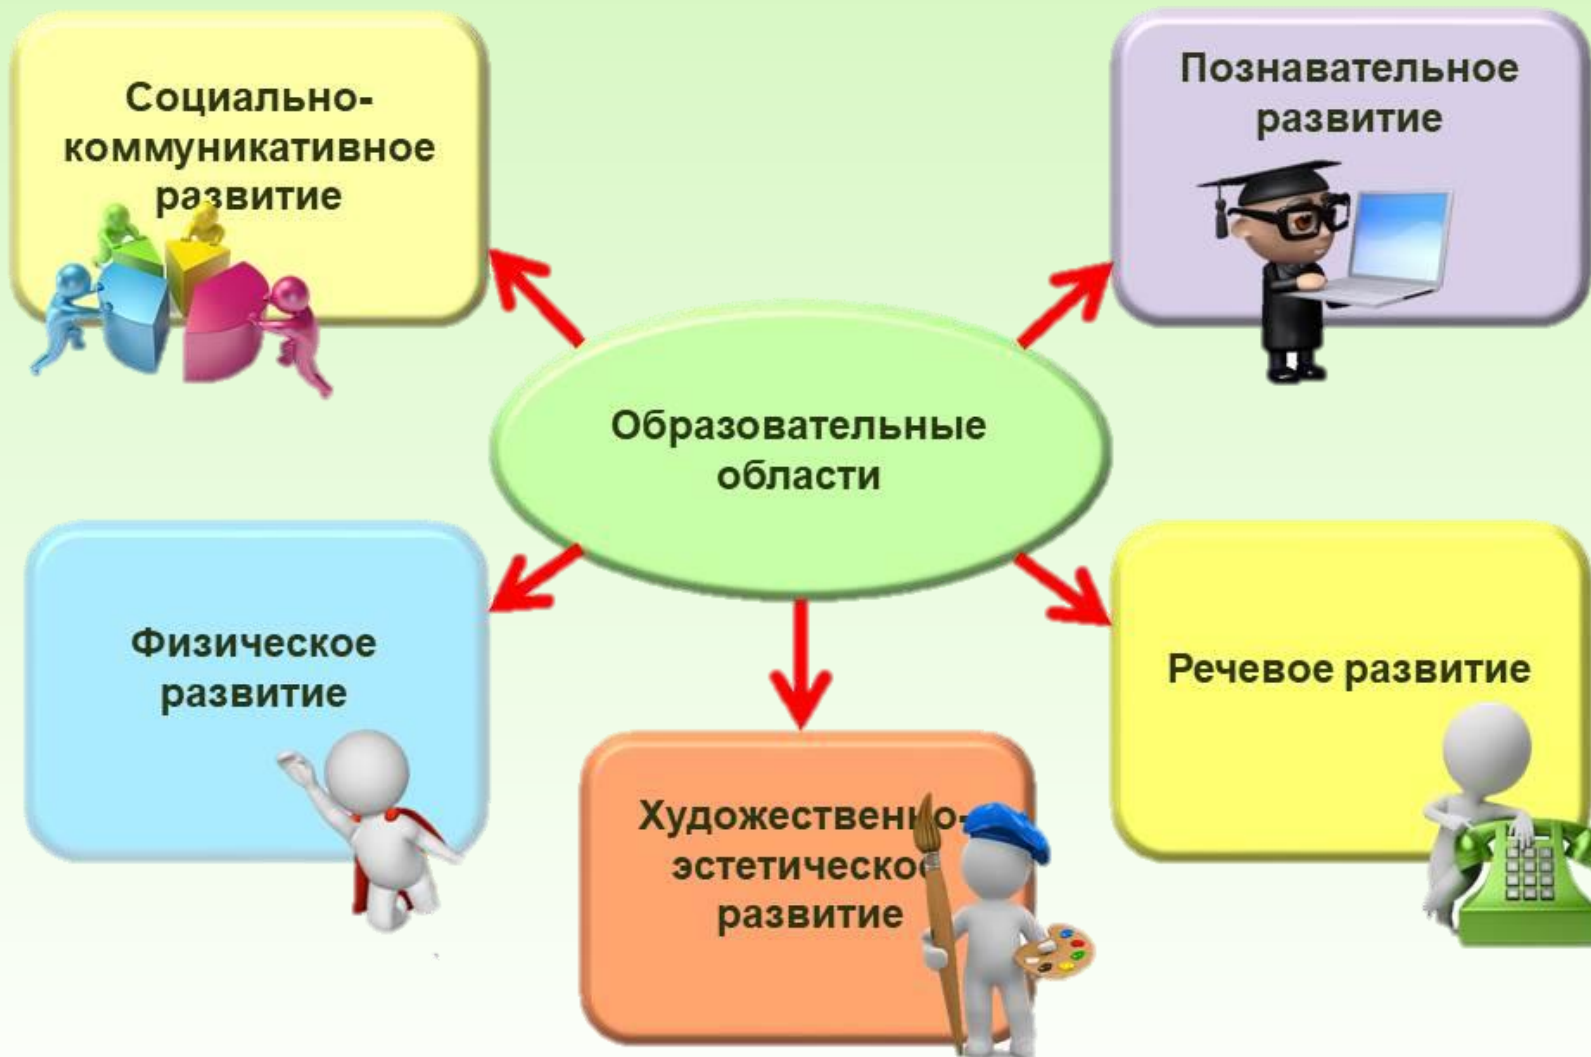 Социально-
коммуникативное
развитие
Познавательное
развитие
Образовательные
области
Физическое
развитие
Речевое развитие
Художественно-
эстетическое
развитие